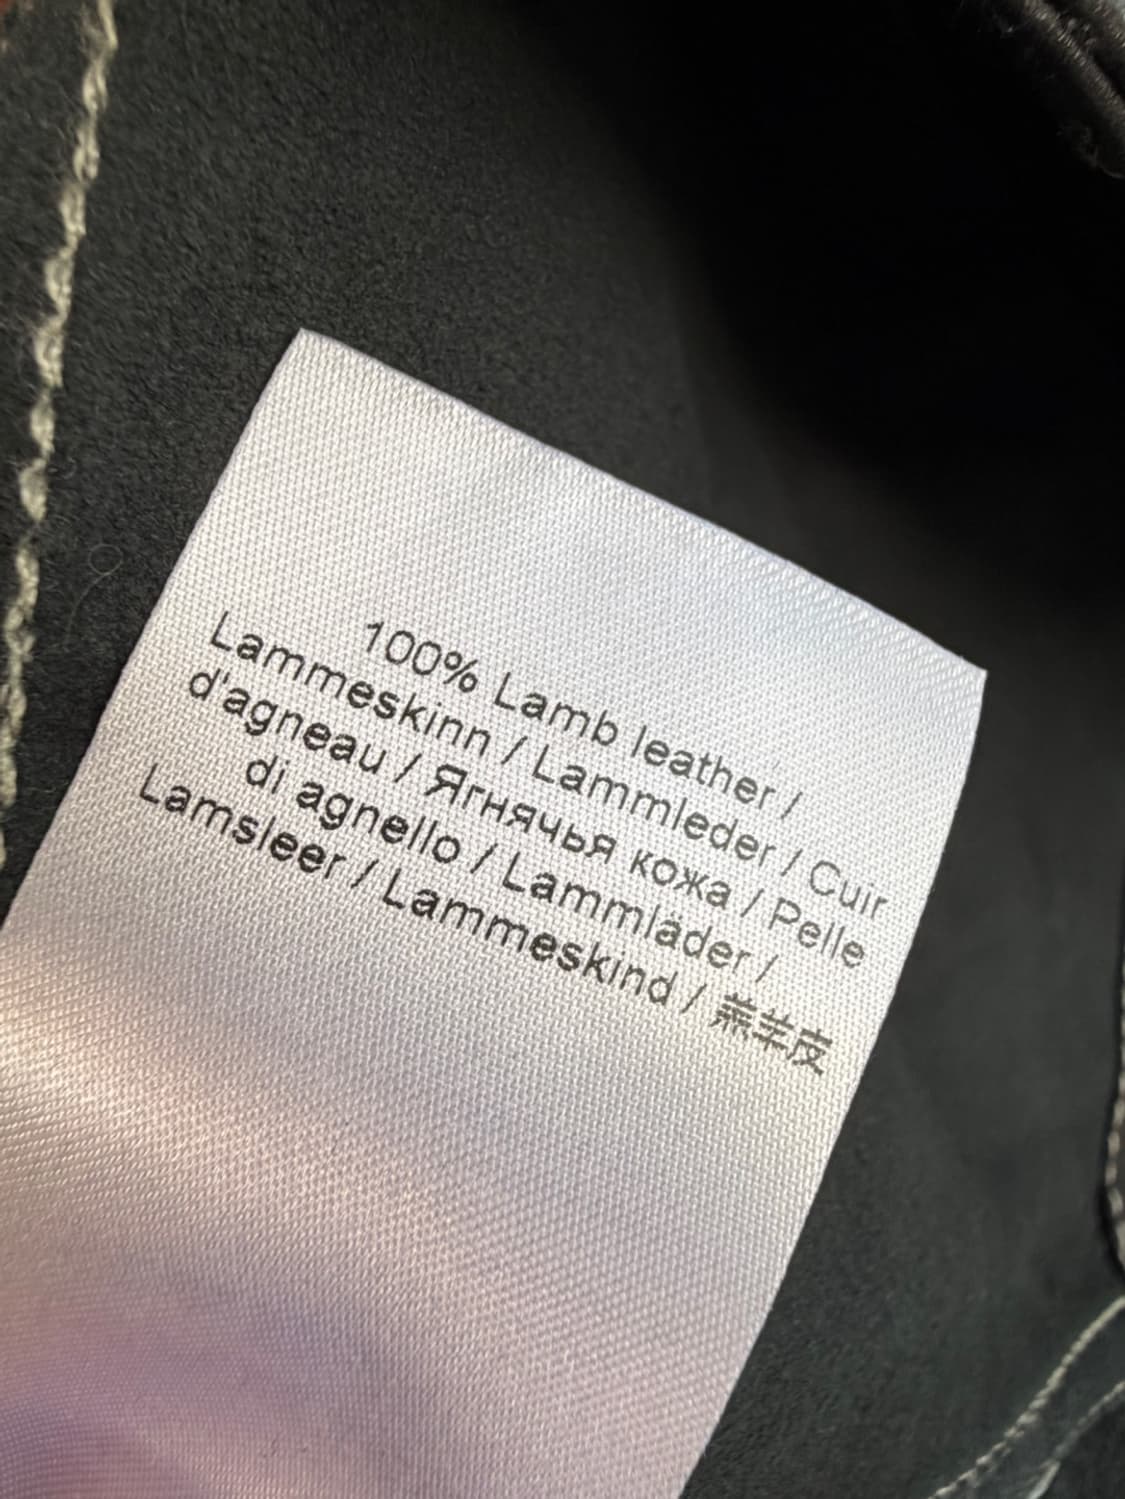 100% Lamb leather /
Lammeskinn / Lammleder / Cuir
d'agneau / Ягнячья кожа / Pelle
di agnello / Lammläder /
Lamsleer / Lammeskind / 羔羊皮